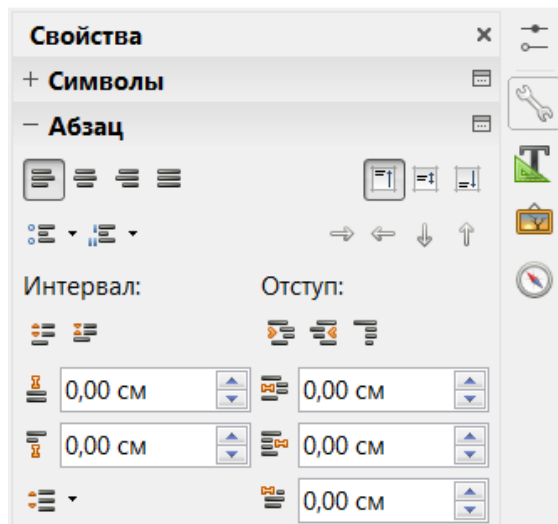 Свойства
Символы
Абзац
Интервал: Отступ:
0,00 см 0,00 см
0,00 см 0,00 см
0,00 см